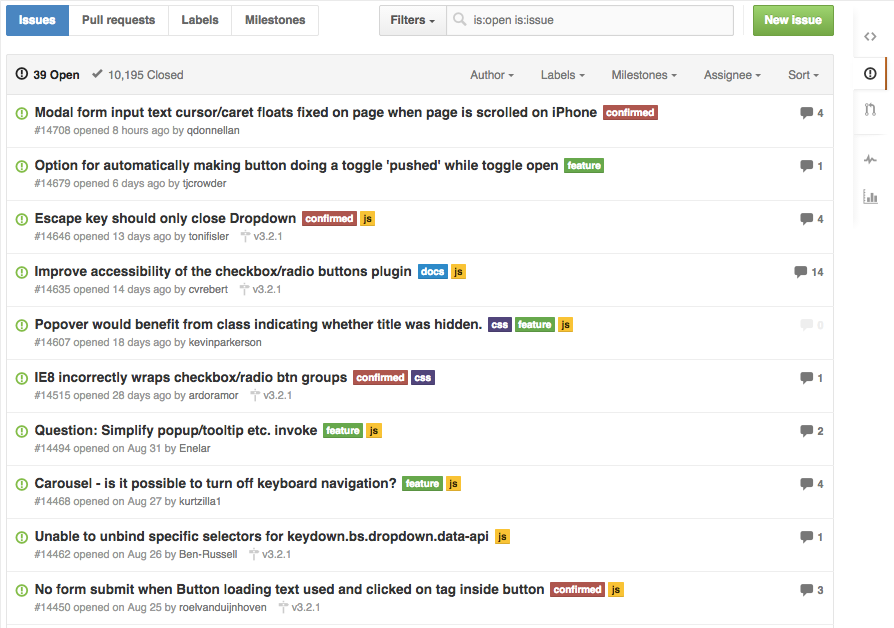 Issues Pull requests Labels Milestones Filters is:open is:issue New issue
39 Open 10,195 Closed Author Labels Milestones Assignee Sort
Modal form input text cursor/caret floats fixed on page when page is scrolled on iPhone confirmed 4
#14708 opened 8 hours ago by qdonnellan
Option for automatically making button doing a toggle 'pushed' while toggle open feature 1
#14679 opened 6 days ago by tjcrowder
Escape key should only close Dropdown confirmed js 4
#14646 opened 13 days ago by tonifisler v3.2.1
Improve accessibility of the checkbox/radio buttons plugin docs js 14
#14635 opened 14 days ago by cvrebert v3.2.1
Popover would benefit from class indicating whether title was hidden. css feature js 0
#14607 opened 18 days ago by kevinparkerson
IE8 incorrectly wraps checkbox/radio btn groups confirmed css 1
#14515 opened 28 days ago by ardoramor v3.2.1
Question: Simplify popup/tooltip etc. invoke feature js 2
#14494 opened on Aug 31 by Enelar
Carousel - is it possible to turn off keyboard navigation? feature js 4
#14468 opened on Aug 27 by kurtzilla1
Unable to unbind specific selectors for keydown.bs.dropdown.data-api js 1
#14462 opened on Aug 26 by Ben-Russell v3.2.1
No form submit when Button loading text used and clicked on tag inside button confirmed js 3
#14450 opened on Aug 25 by roelvanduijnhoven v3.2.1